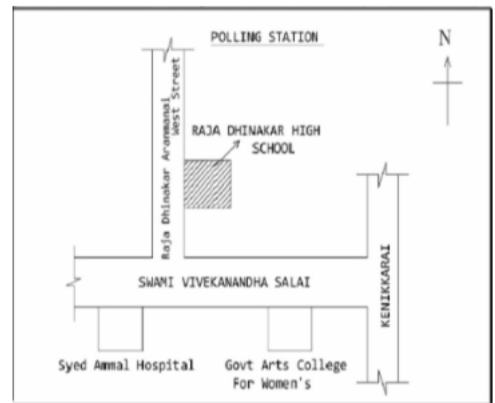 POLLING STATION
N
RAJA DHINAKAR HIGH
SCHOOL
Raja Dhinakar Aranmanai
West Street
SWAMI VIVEKANANDHA SALAI
KENIKKARAI
Syed Ammal Hospital
Govt Arts College
For Women's